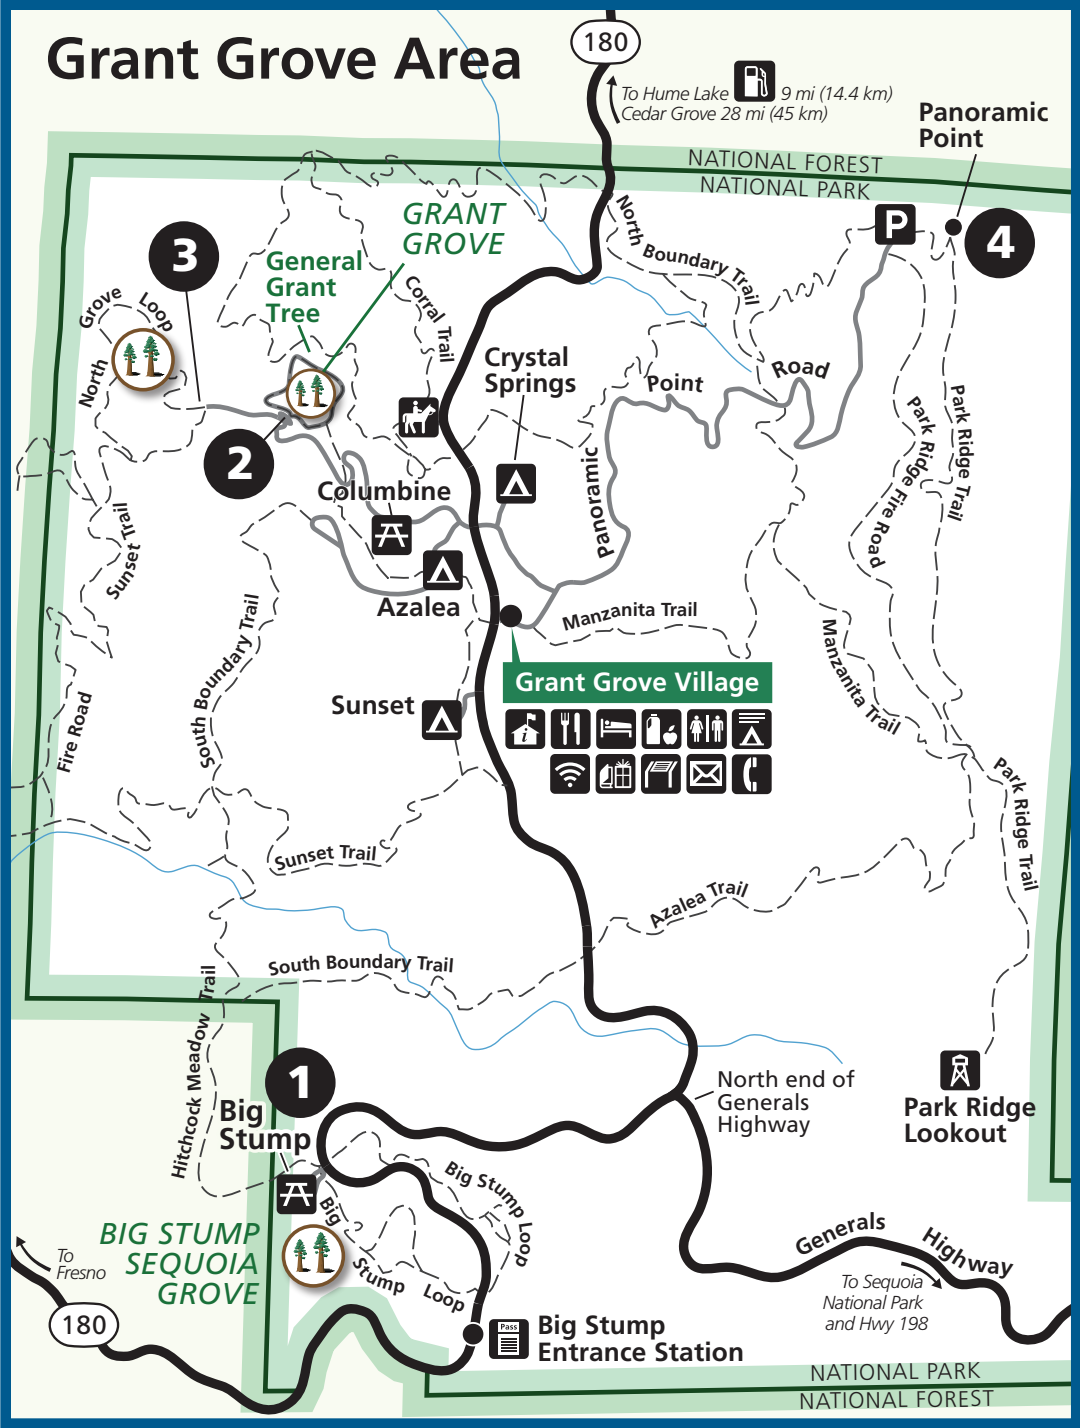 Grant Grove Area
180
To Hume Lake 9 mi (14.4 km)
Cedar Grove 28 mi (45 km)
Panoramic
Point
NATIONAL FOREST
NATIONAL PARK
P
4
3
GRANT
GROVE
General
Grant
Tree
North Boundary Trail
Corral Trail
North Grove Loop
Crystal
Springs
Panoramic Point Road
2
Columbine
Park Ridge Trail
Park Ridge Fire Road
Sunset Trail
Azalea
Manzanita Trail
Grant Grove Village
i
South Boundary Trail
Manzanita Trail
Sunset
Fire Road
Park Ridge Trail
Sunset Trail
Azalea Trail
South Boundary Trail
Hitchcock Meadow Trail
1
Big
Stump
North end of
Generals
Highway
Park Ridge
Lookout
Big Stump Loop
Big Stump Loop
BIG STUMP
SEQUOIA
GROVE
To
Fresno
180
Generals Highway
To Sequoia
National Park
and Hwy 198
Pass
Big Stump
Entrance Station
NATIONAL PARK
NATIONAL FOREST